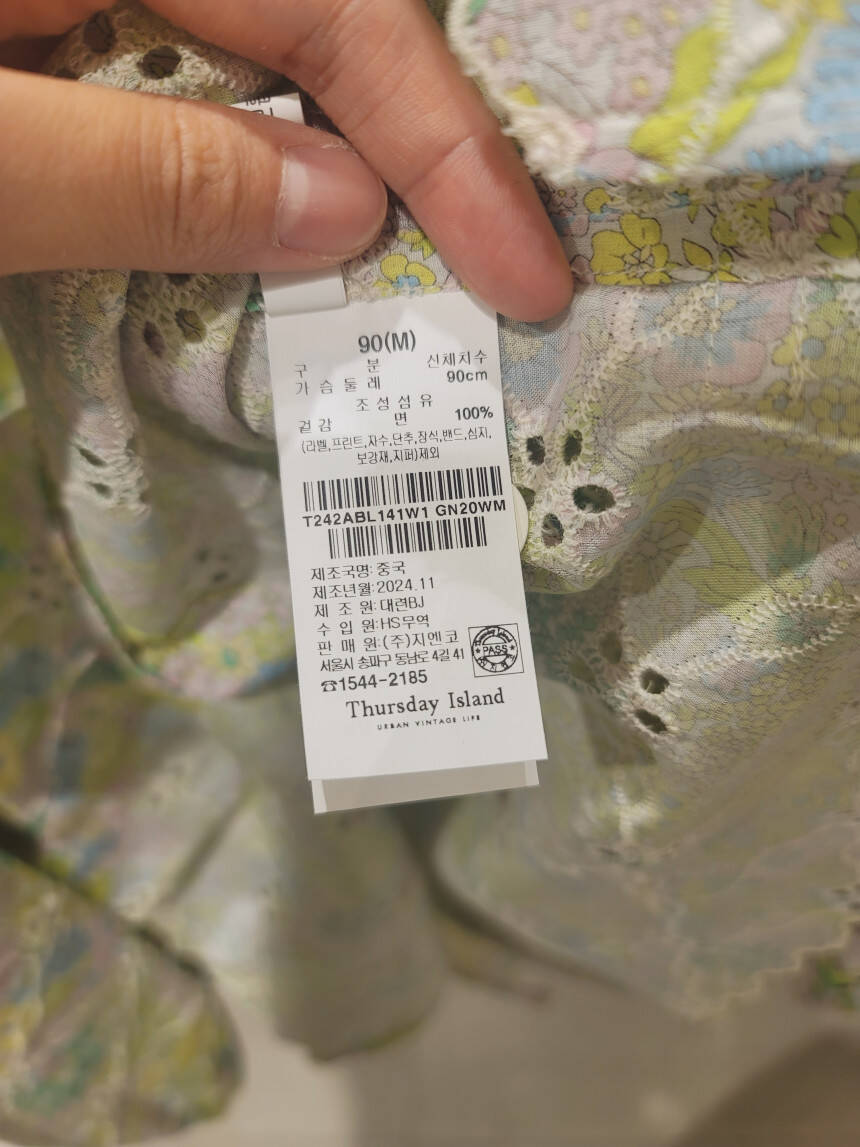 90(M)
구 분 신체치수
가슴둘레 90cm
조성섬유
겉감 면 100%
(리벨,프린트,자수,단추,장식,밴드,심지,
보강재,지퍼)제외
T242ABL141W1 GN20WM
제조국명:중국
제조년월:2024.11
제 조 원:대련BJ
수 입 원:HS무역
판 매 원:(주)지엔코
서울시 송파구 동남로 4길 41
☎1544-2185
PASS
Thursday Island
URBAN VINTAGE LIFE